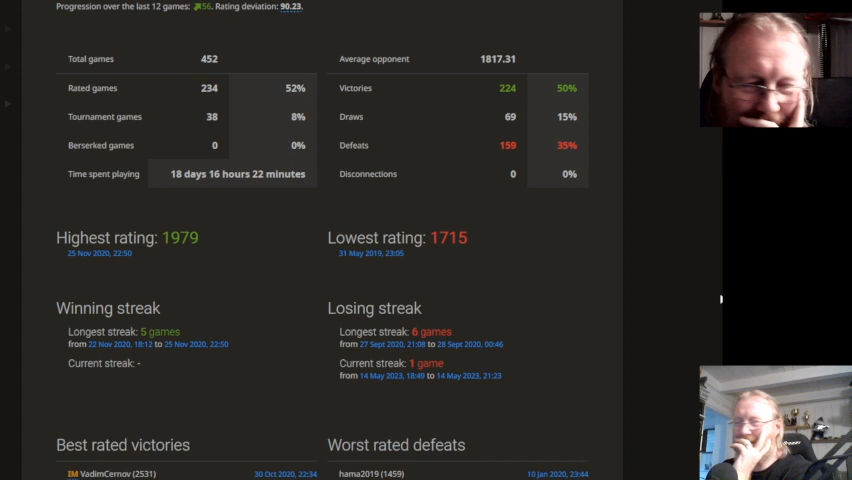 Progression over the last 12 games: 56. Rating deviation: 90.23.
Total games 452 Average opponent 1817.31
Rated games 234 52% Victories 224 50%
Tournament games 38 8% Draws 69 15%
Berserked games 0 0% Defeats 159 35%
Time spent playing 18 days 16 hours 22 minutes Disconnections 0 0%
Highest rating: 1979 Lowest rating: 1715
25 Nov 2020, 22:50 31 May 2019, 23:05
Winning streak Losing streak
Longest streak: 5 games Longest streak: 6 games
from 22 Nov 2020, 18:12 to 25 Nov 2020, 22:50 from 27 Sept 2020, 21:08 to 28 Sept 2020, 00:46
Current streak: - Current streak: 1 game
from 14 May 2023, 18:49 to 14 May 2023, 21:23
Best rated victories Worst rated defeats
IM VadimCernov (2531) 30 Oct 2020, 22:34 hama2019 (1459) 10 Jan 2020, 23:44